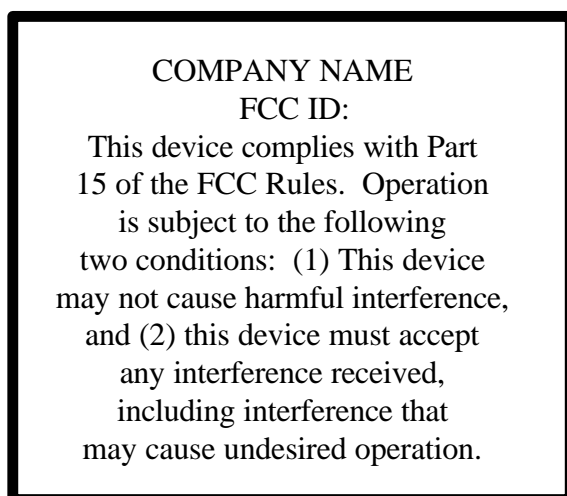 COMPANY NAME
FCC ID:
This device complies with Part
15 of the FCC Rules.  Operation
is subject to the following
two conditions:  (1) This device
may not cause harmful interference,
and (2) this device must accept
any interference received,
including interference that
may cause undesired operation.